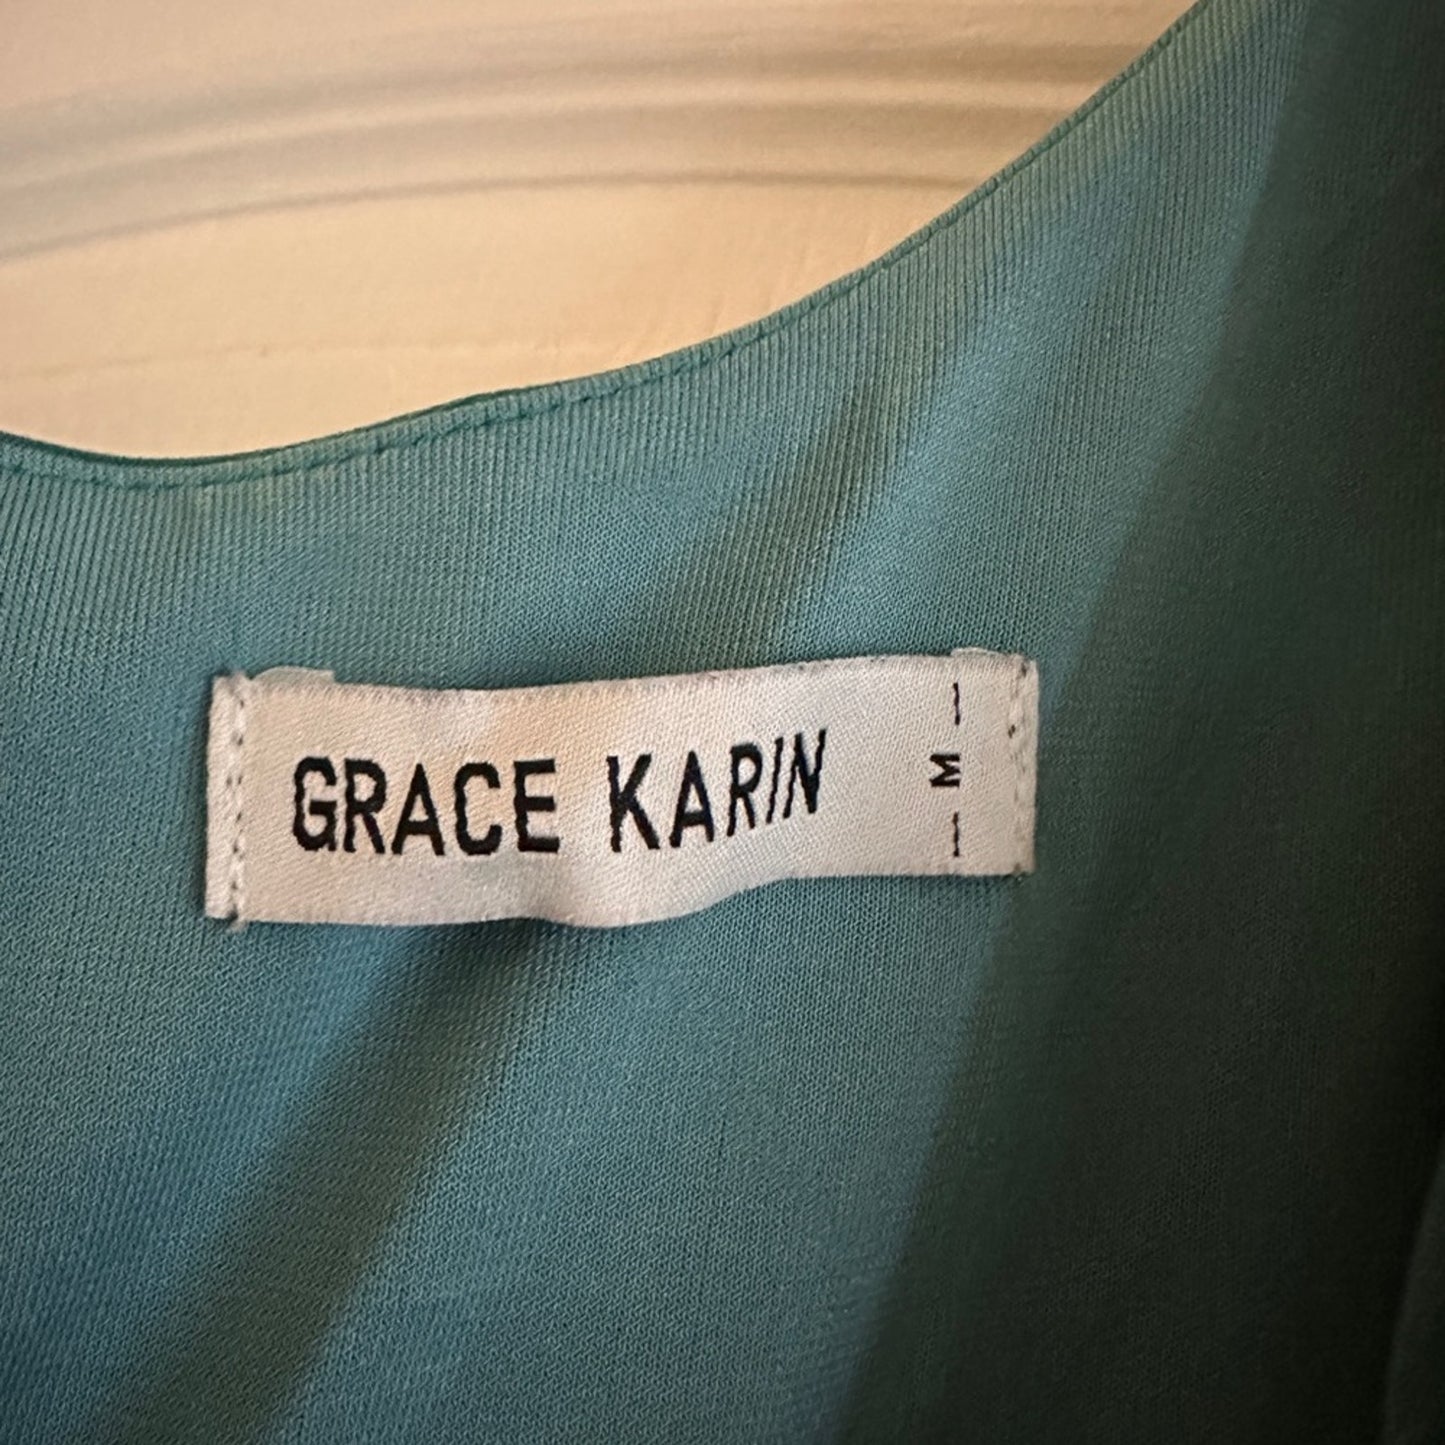 GRACE KARIN
— M —